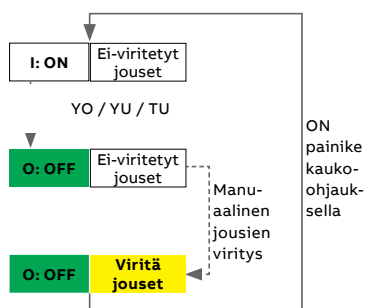 I: ON
Ei-viritetyt
jouset
YO / YU / TU
O: OFF
Ei-viritetyt
jouset
Manu-
aalinen
jousien
viritys
O: OFF
Viritä
jouset
ON
painike
kauko-
ohjauk-
sella